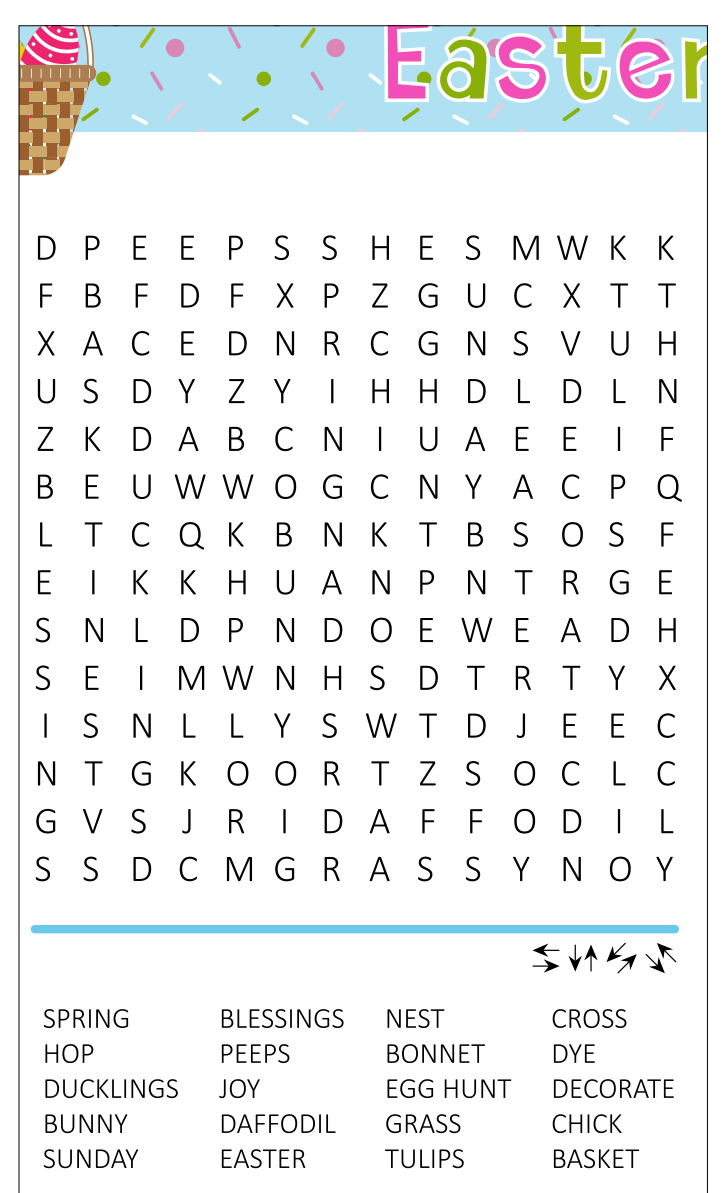 Easter
D P E E P S S H E S M W K K
F B F D F X P Z G U C X T T
X A C E D N R C G N S V U H
U S D Y Z Y I H H D L D L N
Z K D A B C N I U A E E I F
B E U W W O G C N Y A C P Q
L T C Q K B N K T B S O S F
E I K K H U A N P N T R G E
S N L D P N D O E W E A D H
S E I M W N H S D T R T Y X
I S N L L Y S W T D J E E C
N T G K O O R T Z S O C L C
G V S J R I D A F F O D I L
S S D C M G R A S S Y N O Y
SPRING BLESSINGS NEST CROSS
HOP PEEPS BONNET DYE
DUCKLINGS JOY EGG HUNT DECORATE
BUNNY DAFFODIL GRASS CHICK
SUNDAY EASTER TULIPS BASKET